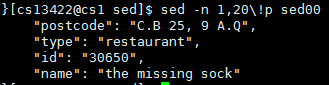 }[cs13422@cs1 sed]$ sed -n 1,20\!p sed00
    "postcode": "C.B 25, 9 A.Q",
    "type": "restaurant",
    "id": "30650",
    "name": "the missing sock"